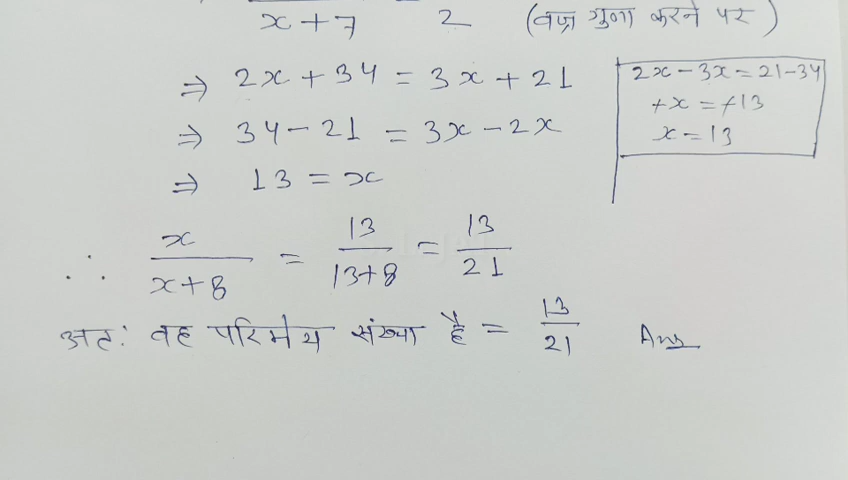 x+7 2 (वज्र गुणा करने पर)
⇒ 2x + 34 = 3x + 21
⇒ 34 - 21 = 3x - 2x
⇒ 13 = x
2x - 3x = 21 - 34
+x = +13
x = 13
∴ x/(x+8) = 13/(13+8) = 13/21
अतः वह परिमेय संख्या है = 13/21 Ans